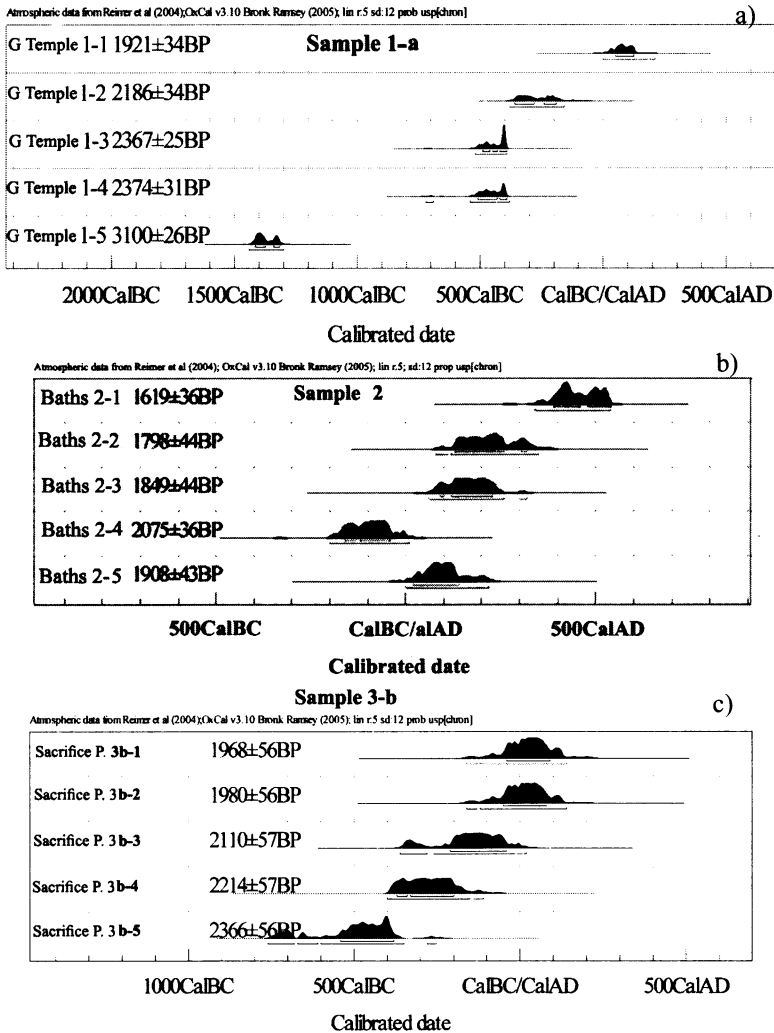 a)
Atmospheric data from Reimer et al (2004);OxCal v3.10 Bronk Ramsey (2005); lin r.5 sd:12 prob usp[chron]
G Temple 1-1 1921±34BP Sample 1-a
G Temple 1-2 2186±34BP
G Temple 1-3 2367±25BP
G Temple 1-4 2374±31BP
G Temple 1-5 3100±26BP
2000CalBC 1500CalBC 1000CalBC 500CalBC CalBC/CalAD 500CalAD
Calibrated date
b)
Atmospheric data from Reimer et al (2004); OxCal v3.10 Bronk Ramsey (2005); lin r.5; sd:12 prop usp[chron]
Baths 2-1 1619±36BP Sample 2
Baths 2-2 1798±44BP
Baths 2-3 1849±44BP
Baths 2-4 2075±36BP
Baths 2-5 1908±43BP
500CalBC CalBC/alAD 500CalAD
Calibrated date
Sample 3-b
c)
Atmospheric data from Reimer et al (2004);OxCal v3.10 Bronk Ramsey (2005); lin r:5 sd:12 prob usp[chron]
Sacrifice P. 3b-1 1968±56BP
Sacrifice P. 3b-2 1980±56BP
Sacrifice P. 3b-3 2110±57BP
Sacrifice P. 3b-4 2214±57BP
Sacrifice P. 3b-5 2366±56BP
1000CalBC 500CalBC CalBC/CalAD 500CalAD
Calibrated date